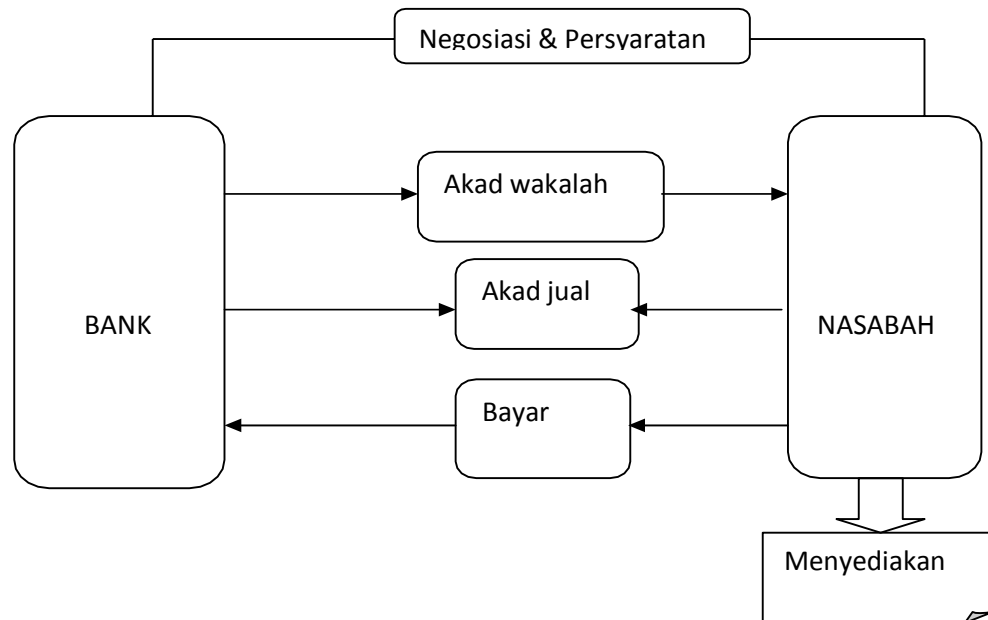 Negosiasi & Persyaratan
Akad wakalah
Akad jual
BANK
NASABAH
Bayar
Menyediakan